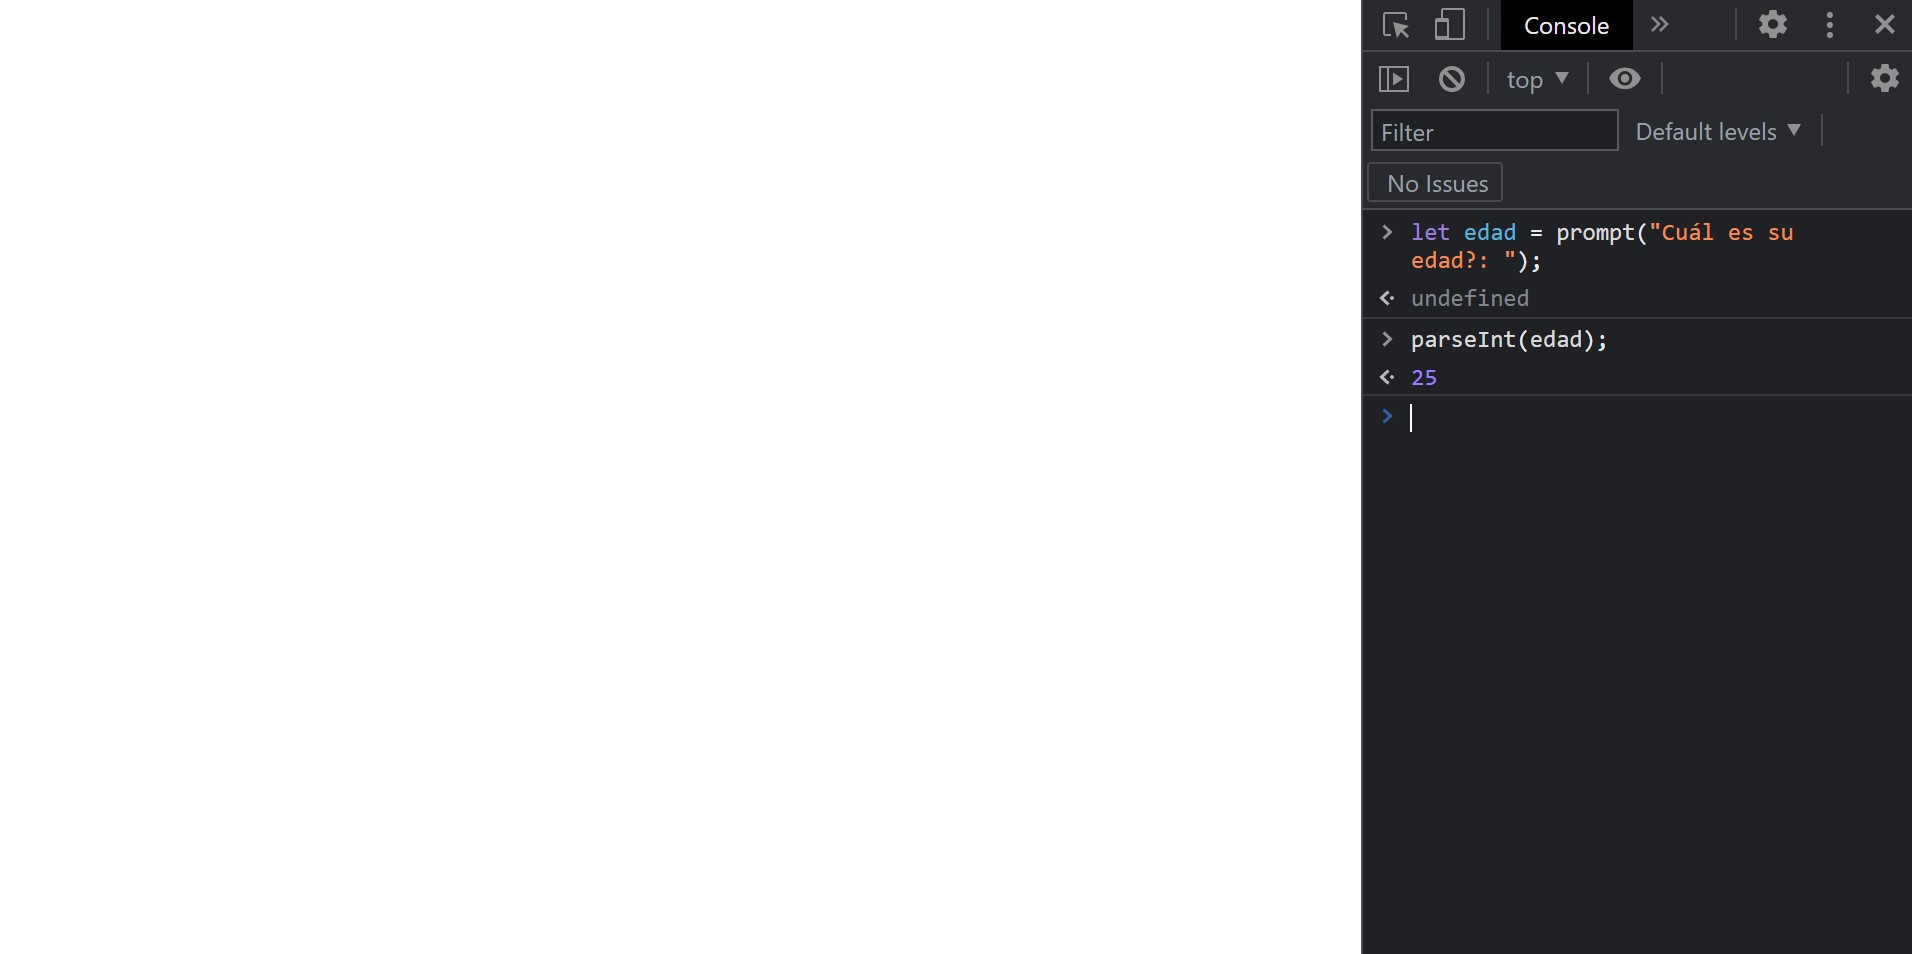 Console
top
Filter
Default levels
No Issues
let edad = prompt("Cuál es su
edad?: ");
undefined
parseInt(edad);
25